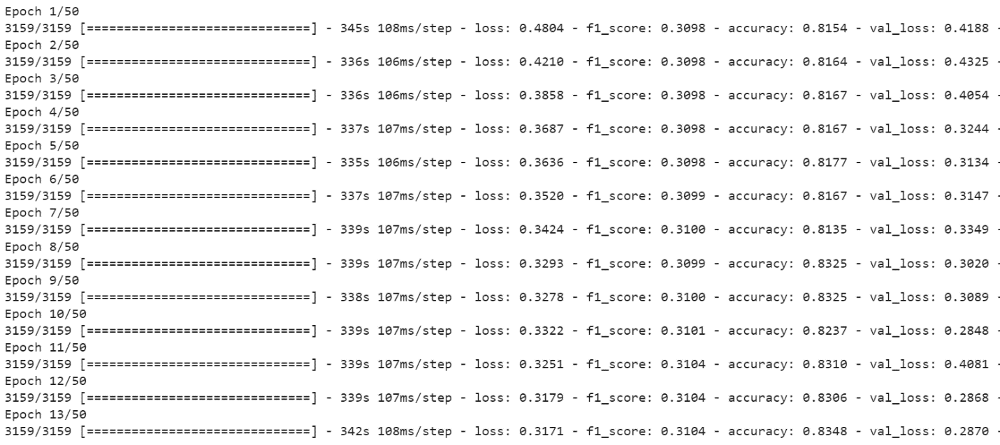 Epoch 1/50
3159/3159 [==============================] - 345s 108ms/step - loss: 0.4804 - f1_score: 0.3098 - accuracy: 0.8154 - val_loss: 0.4188 -
Epoch 2/50
3159/3159 [==============================] - 336s 106ms/step - loss: 0.4210 - f1_score: 0.3098 - accuracy: 0.8164 - val_loss: 0.4325 -
Epoch 3/50
3159/3159 [==============================] - 336s 106ms/step - loss: 0.3858 - f1_score: 0.3098 - accuracy: 0.8167 - val_loss: 0.4054 -
Epoch 4/50
3159/3159 [==============================] - 337s 107ms/step - loss: 0.3687 - f1_score: 0.3098 - accuracy: 0.8167 - val_loss: 0.3244 -
Epoch 5/50
3159/3159 [==============================] - 335s 106ms/step - loss: 0.3636 - f1_score: 0.3098 - accuracy: 0.8177 - val_loss: 0.3134 -
Epoch 6/50
3159/3159 [==============================] - 337s 107ms/step - loss: 0.3520 - f1_score: 0.3099 - accuracy: 0.8167 - val_loss: 0.3147 -
Epoch 7/50
3159/3159 [==============================] - 339s 107ms/step - loss: 0.3424 - f1_score: 0.3100 - accuracy: 0.8135 - val_loss: 0.3349 -
Epoch 8/50
3159/3159 [==============================] - 339s 107ms/step - loss: 0.3293 - f1_score: 0.3099 - accuracy: 0.8325 - val_loss: 0.3020 -
Epoch 9/50
3159/3159 [==============================] - 338s 107ms/step - loss: 0.3278 - f1_score: 0.3100 - accuracy: 0.8325 - val_loss: 0.3089 -
Epoch 10/50
3159/3159 [==============================] - 339s 107ms/step - loss: 0.3322 - f1_score: 0.3101 - accuracy: 0.8237 - val_loss: 0.2848 -
Epoch 11/50
3159/3159 [==============================] - 339s 107ms/step - loss: 0.3251 - f1_score: 0.3104 - accuracy: 0.8310 - val_loss: 0.4081 -
Epoch 12/50
3159/3159 [==============================] - 339s 107ms/step - loss: 0.3179 - f1_score: 0.3104 - accuracy: 0.8306 - val_loss: 0.2868 -
Epoch 13/50
3159/3159 [==============================] - 342s 108ms/step - loss: 0.3171 - f1_score: 0.3104 - accuracy: 0.8348 - val_loss: 0.2870 -